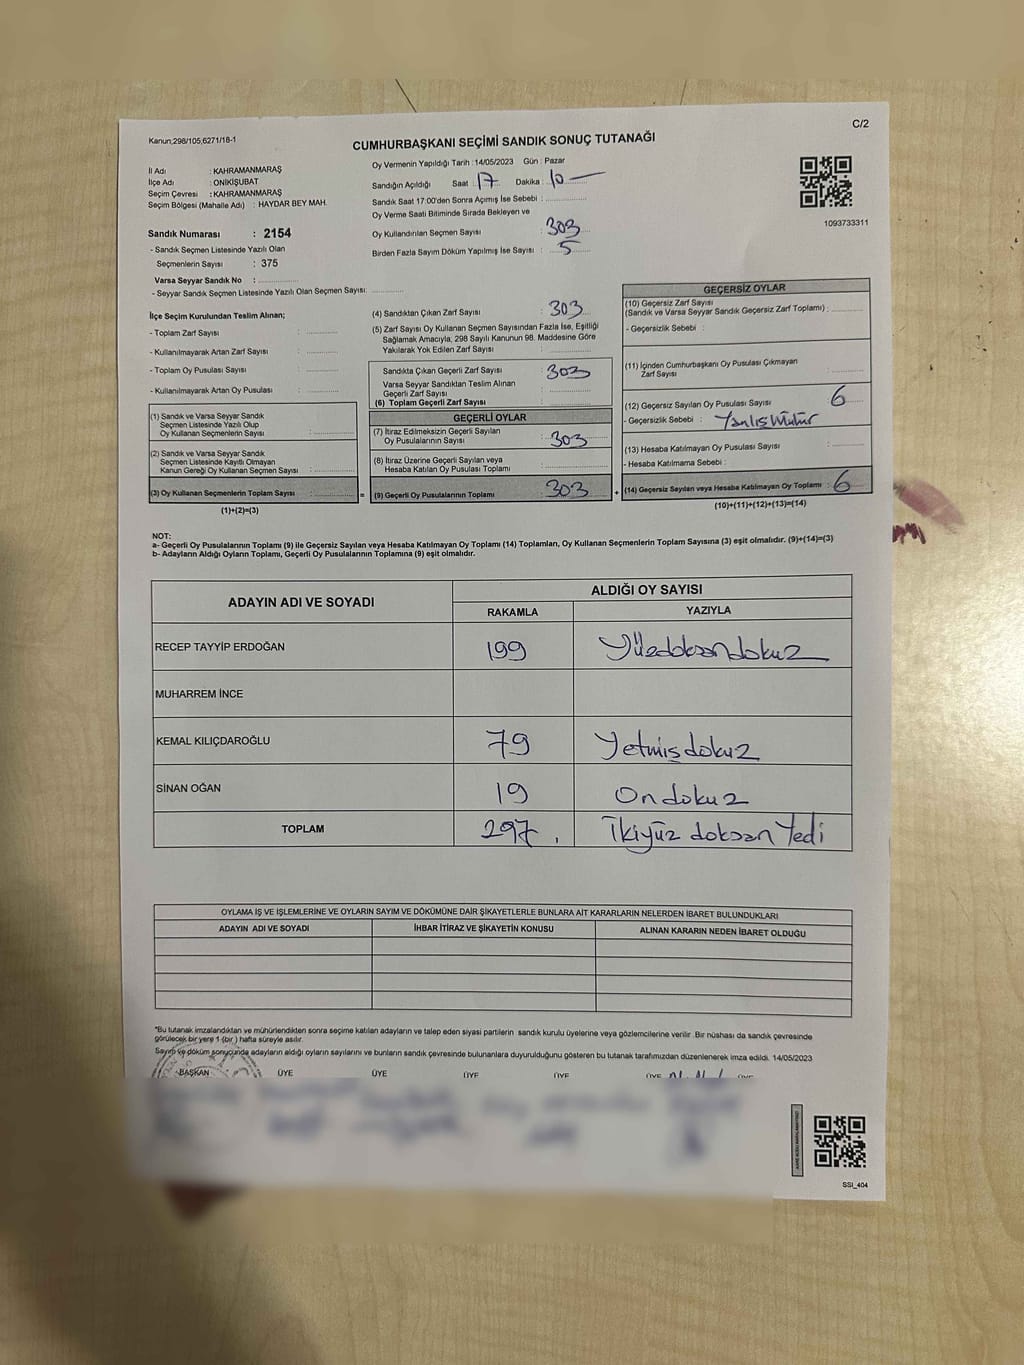 Kanun;298/105,6271/18-1
C/2
CUMHURBAŞKANI SEÇİMİ SANDIK SONUÇ TUTANAĞI
İl Adı : KAHRAMANMARAŞ
İlçe Adı : ONİKİŞUBAT
Seçim Çevresi : KAHRAMANMARAŞ
Seçim Bölgesi (Mahalle Adı) : HAYDAR BEY MAH.
Sandık Numarası : 2154
- Sandık Seçmen Listesinde Yazılı Olan
Seçmenlerin Sayısı : 375
Varsa Seyyar Sandık No :
- Seyyar Sandık Seçmen Listesinde Yazılı Olan Seçmen Sayısı:
Oy Vermenin Yapıldığı Tarih : 14/05/2023 Gün : Pazar
Sandığın Açıldığı Saat 17 Dakika : 10
Sandık Saat 17:00'den Sonra Açımış İse Sebebi :
Oy Verme Saati Bitiminde Sırada Bekleyen ve
Oy Kullandırılan Seçmen Sayısı : 303
Birden Fazla Sayım Döküm Yapılmış İse Sayısı : 5
1093733311
İlçe Seçim Kurulundan Teslim Alınan;
- Toplam Zarf Sayısı :
- Kullanılmayarak Artan Zarf Sayısı :
- Toplam Oy Pusulası Sayısı :
- Kullanılmayarak Artan Oy Pusulası :
(1) Sandık ve Varsa Seyyar Sandık
Seçmen Listesinde Yazılı Olup
Oy Kullanan Seçmenlerin Sayısı :
(2) Sandık ve Varsa Seyyar Sandık
Seçmen Listesinde Kayıtlı Olmayan
Kanun Gereği Oy Kullanan Seçmen Sayısı :
(3) Oy Kullanan Seçmenlerin Toplam Sayısı : =
(1)+(2)=(3)
(4) Sandıktan Çıkan Zarf Sayısı : 303
(5) Zarf Sayısı Oy Kullanan Seçmen Sayısından Fazla İse, Eşitliği
Sağlamak Amacıyla; 298 Sayılı Kanunun 98. Maddesine Göre
Yakılarak Yok Edilen Zarf Sayısı :
Sandıkta Çıkan Geçerli Zarf Sayısı : 303
Varsa Seyyar Sandıktan Teslim Alınan
Geçerli Zarf Sayısı :
(6) Toplam Geçerli Zarf Sayısı :
GEÇERLİ OYLAR
(7) İtiraz Edilmeksizin Geçerli Sayılan
Oy Pusulalarının Sayısı : 303
(8) İtiraz Üzerine Geçerli Sayılan veya
Hesaba Katılan Oy Pusulası Toplamı :
(9) Geçerli Oy Pusulalarının Toplamı 303 +
GEÇERSİZ OYLAR
(10) Geçersiz Zarf Sayısı
(Sandık ve Varsa Seyyar Sandık Geçersiz Zarf Toplamı) :
- Geçersizlik Sebebi :
(11) İçinden Cumhurbaşkanı Oy Pusulası Çıkmayan
Zarf Sayısı :
(12) Geçersiz Sayılan Oy Pusulası Sayısı : 6
- Geçersizlik Sebebi : Yanlış Mühür
(13) Hesaba Katılmayan Oy Pusulası Sayısı :
- Hesaba Katılmama Sebebi :
(14) Geçersiz Sayılan veya Hesaba Katılmayan Oy Toplamı : 6
(10)+(11)+(12)+(13)=(14)
NOT:
a- Geçerli Oy Pusulalarının Toplamı (9) ile Geçersiz Sayılan veya Hesaba Katılmayan Oy Toplamı (14) Toplamları, Oy Kullanan Seçmenlerin Toplam Sayısına (3) eşit olmalıdır. (9)+(14)=(3)
b- Adayların Aldığı Oyların Toplamı, Geçerli Oy Pusulalarının Toplamına (9) eşit olmalıdır.
ADAYIN ADI VE SOYADI ALDIĞI OY SAYISI
RAKAMLA YAZIYLA
RECEP TAYYİP ERDOĞAN 199 Yüzdoksandokuz
MUHARREM İNCE
KEMAL KILIÇDAROĞLU 79 Yetmişdokuz
SİNAN OĞAN 19 Ondokuz
TOPLAM 297. İkiyüz doksan Yedi
OYLAMA İŞ VE İŞLEMLERİNE VE OYLARIN SAYIM VE DÖKÜMÜNE DAİR ŞİKAYETLERLE BUNLARA AİT KARARLARIN NELERDEN İBARET BULUNDUKLARI
ADAYIN ADI VE SOYADI İHBAR İTİRAZ VE ŞİKAYETİN KONUSU ALINAN KARARIN NEDEN İBARET OLDUĞU
*Bu tutanak imzalandıktan ve mühürlendikten sonra seçime katılan adayların ve talep eden siyasi partilerin sandık kurulu üyelerine veya gözlemcilerine verilir. Bir nüshası da sandık çevresinde
görülecek bir yere 1 (bir) hafta süreyle asılır.
Sayım ve döküm sonucunda adayların aldığı oyların sayılarını ve bunların sandık çevresinde bulunanlara duyurulduğunu gösteren bu tutanak tarafımızdan düzenlenerek imza edildi. 14/05/2023
BAŞKAN ÜYE ÜYE ÜYE ÜYE ÜYE ÜYE
SSI_404